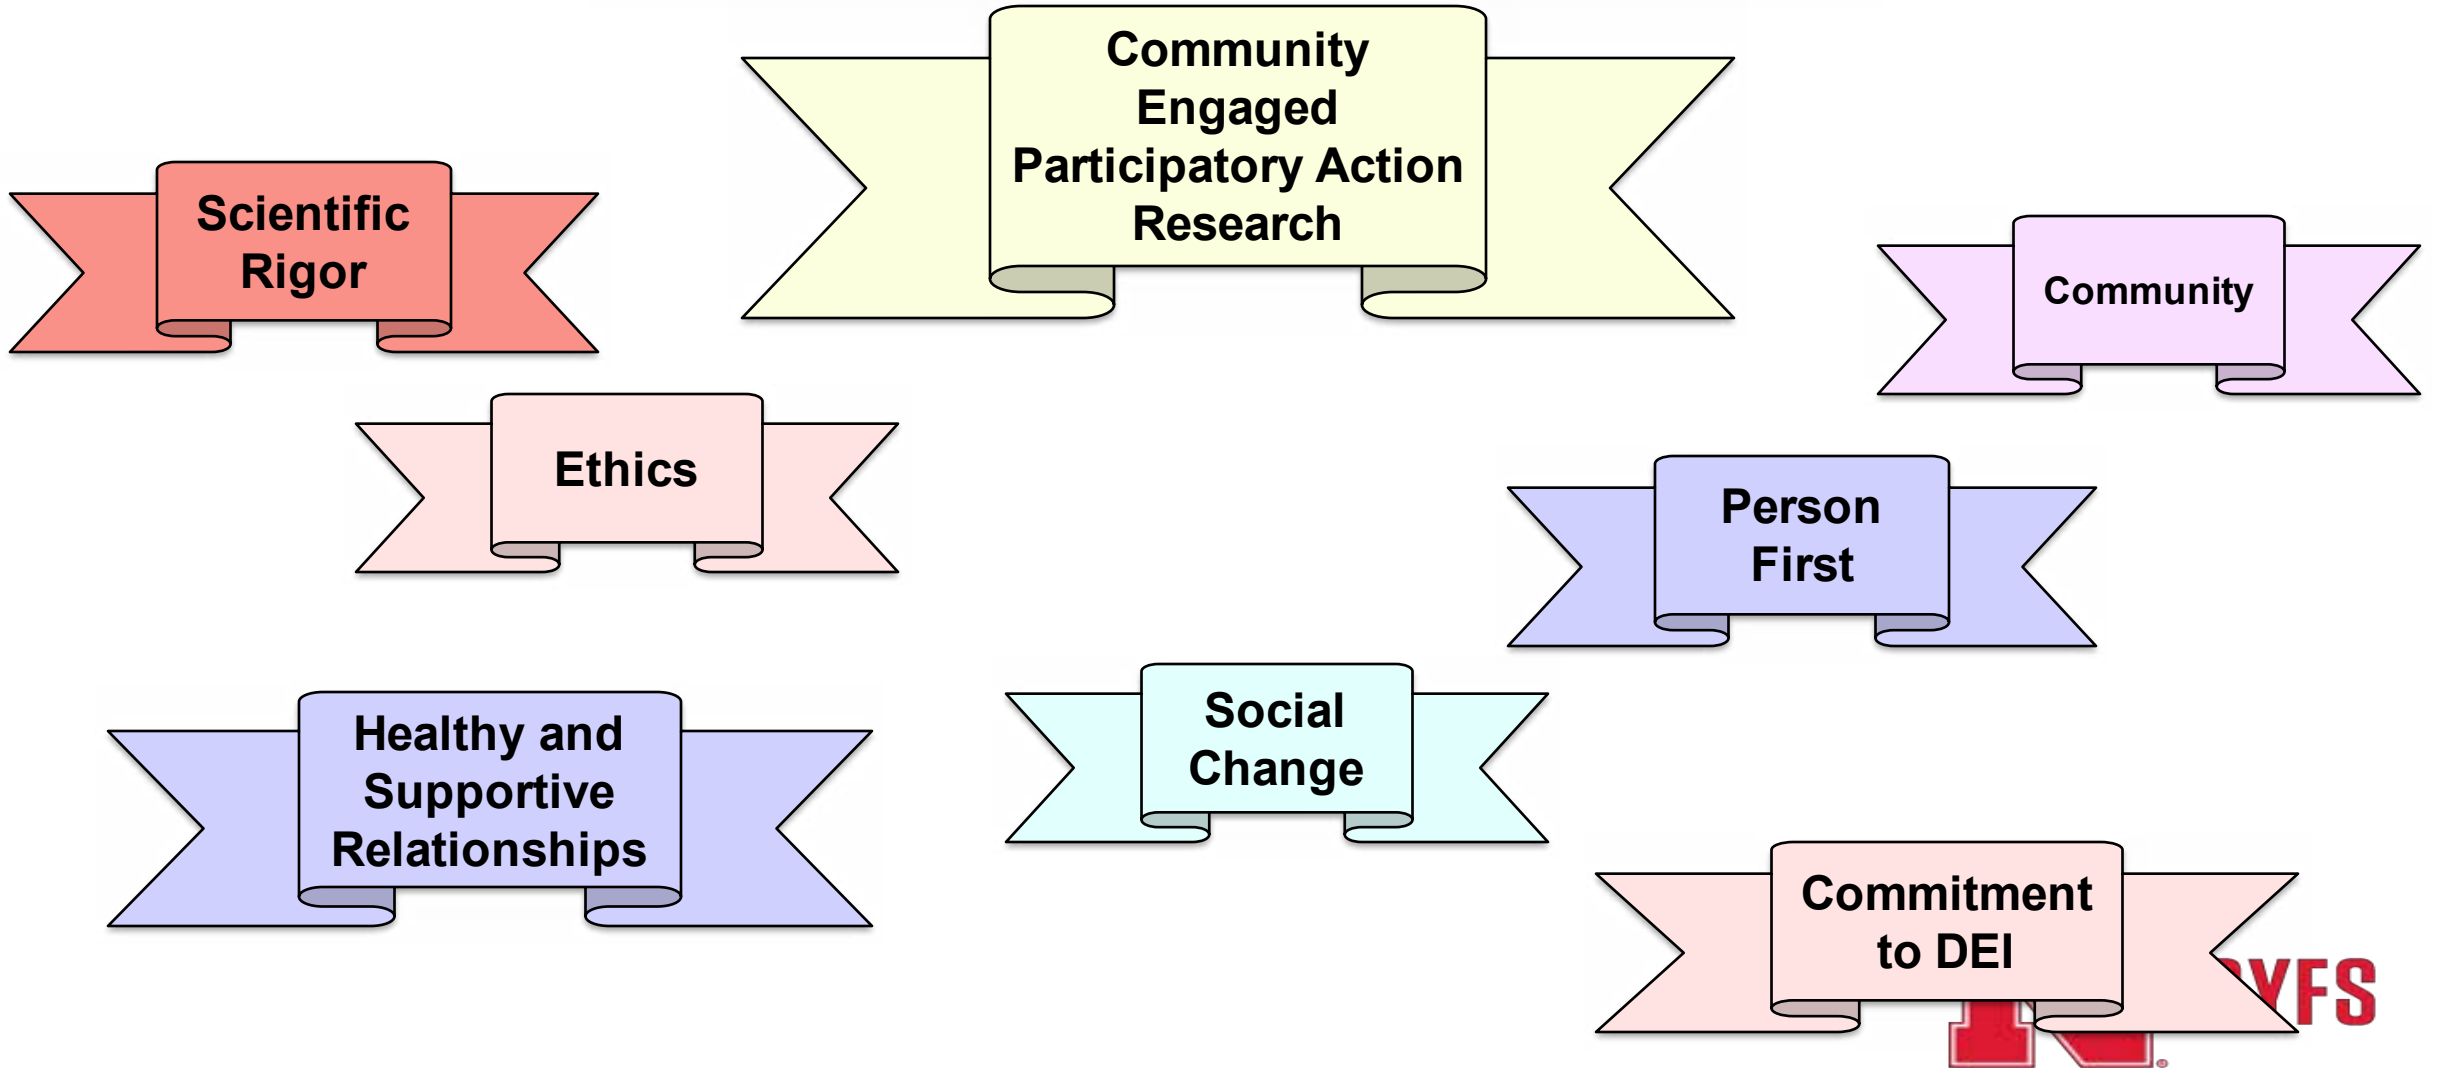 Community
Engaged
Participatory Action
Research
Scientific
Rigor
Community
Ethics
Person
First
Healthy and
Supportive
Relationships
Social
Change
Commitment
to DEI
YFS